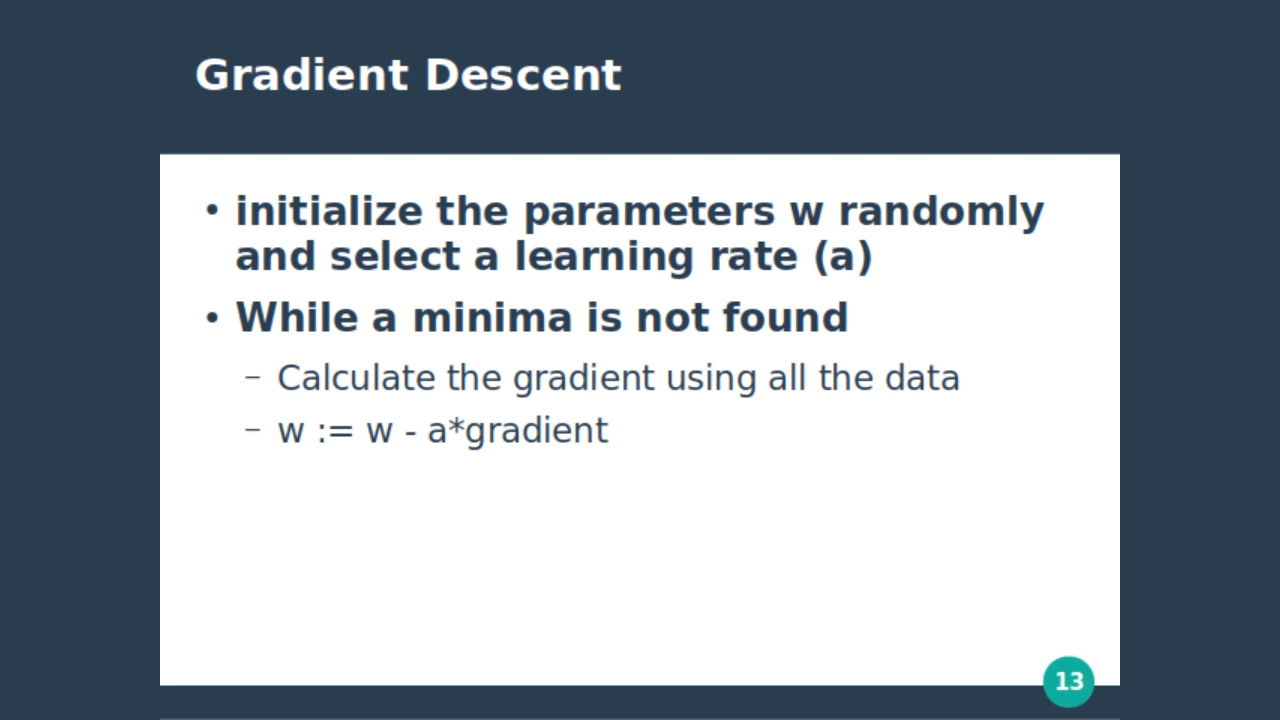 Gradient Descent
• initialize the parameters w randomly
and select a learning rate (a)
• While a minima is not found
– Calculate the gradient using all the data
– w := w - a*gradient
13